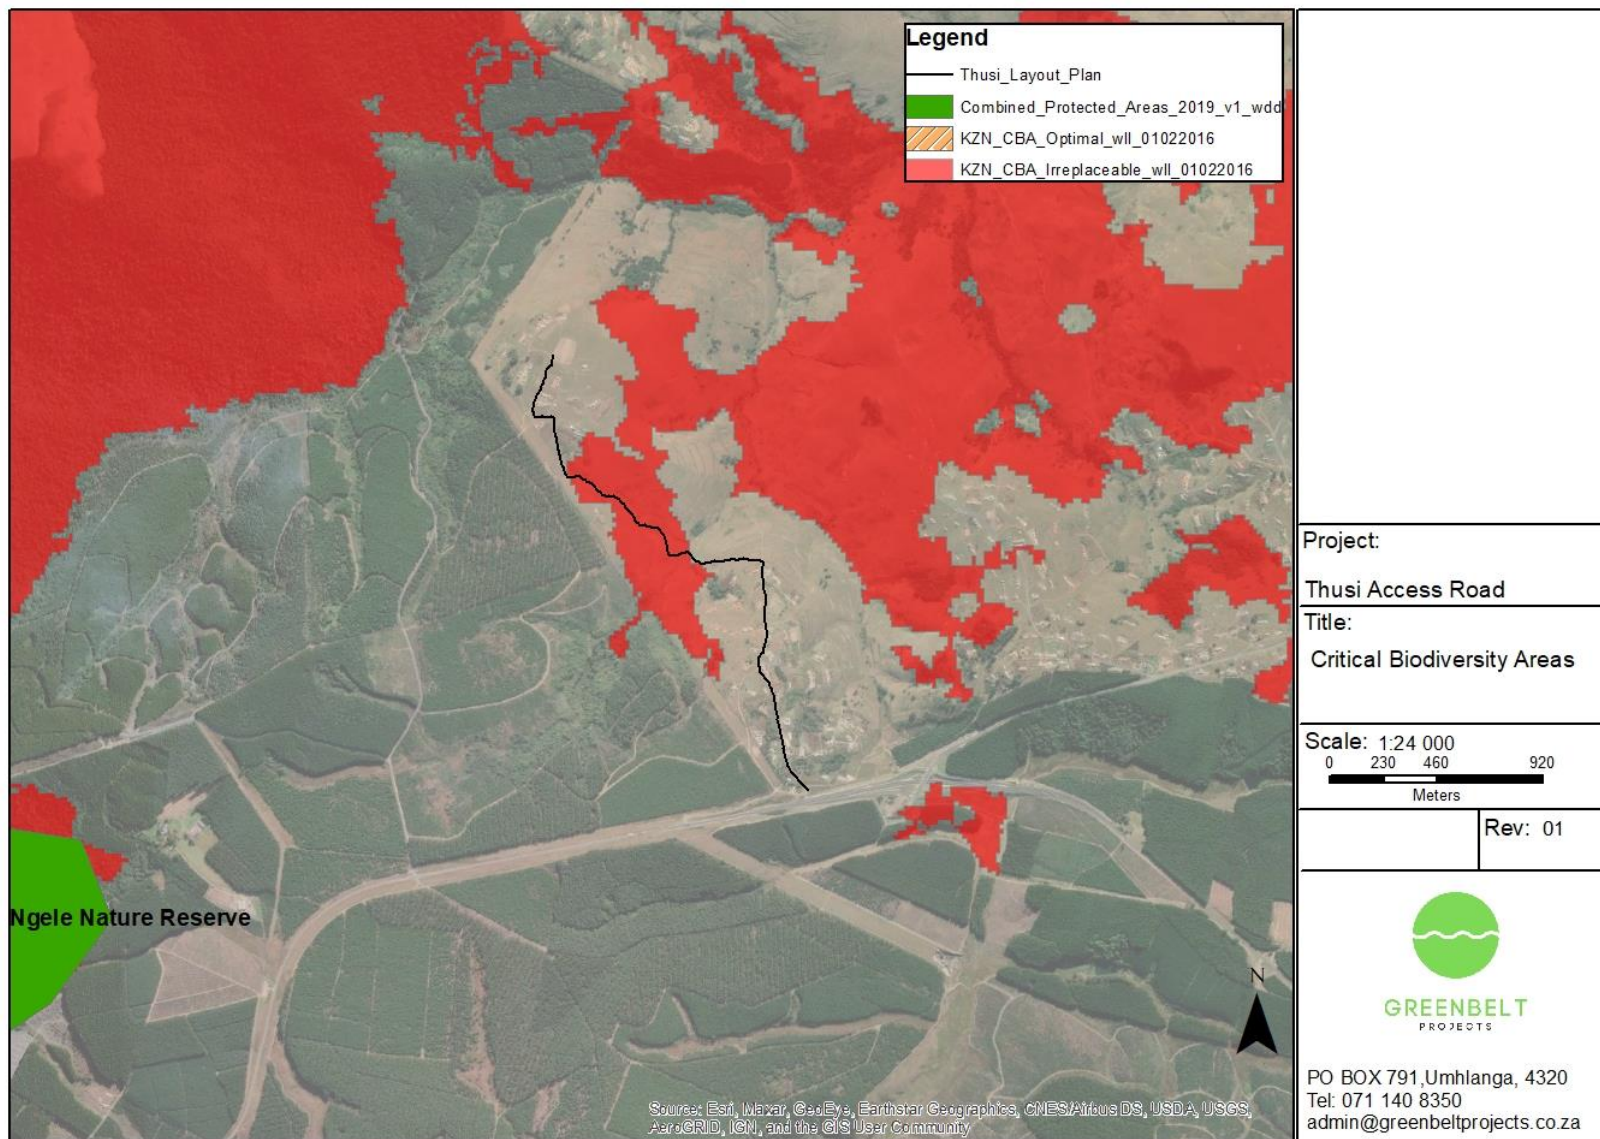 Legend
Thusi_Layout_Plan
Combined_Protected_Areas_2019_v1_wdd
KZN_CBA_Optimal_wll_01022016
KZN_CBA_Irreplaceable_wll_01022016
Ngele Nature Reserve
N
Source: Esri, Maxar, GeoEye, Earthstar Geographics, CNES/Airbus DS, USDA, USGS,
AeroGRID, IGN, and the GIS User Community
Project:
Thusi Access Road
Title:
Critical Biodiversity Areas
Scale: 1:24 000
0 230 460 920
Meters
Rev: 01
GREENBELT
PROJECTS
PO BOX 791,Umhlanga, 4320
Tel: 071 140 8350
admin@greenbeltprojects.co.za